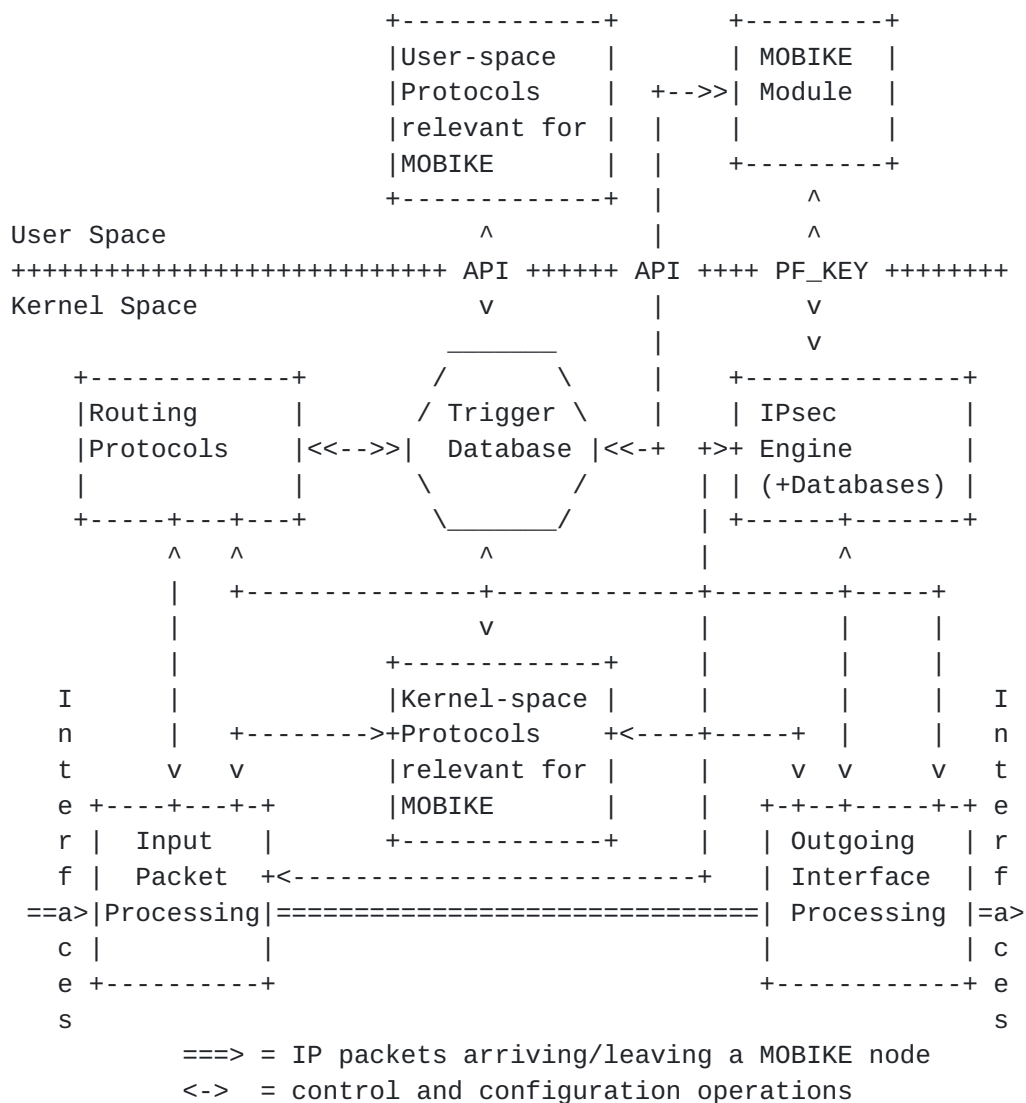 +-------------+       +---------+
                        |User-space   |       | MOBIKE  |
                        |Protocols    |  +-->>| Module  |
                        |relevant for |  |    |         |
                        |MOBIKE       |  |    +---------+
                        +-------------+  |         ^
User Space                    ^          |         ^
++++++++++++++++++++++++++++ API ++++++ API ++++ PF_KEY ++++++++
Kernel Space                  v          |         v
                            _______      |         v
    +-------------+        /       \     |    +--------------+
    |Routing      |       / Trigger \    |    | IPsec        |
    |Protocols    |<<-->>|  Database |<<-+  +>+ Engine       |
    |             |       \         /       | | (+Databases) |
    +-----+---+---+        \_______/        | +------+-------+
          ^   ^               ^             |        ^
          |   +---------------+-------------+--------+-----+
          |                   v             |        |     |
          |             +-------------+     |        |     |
   I      |             |Kernel-space |     |        |     |   I
   n      |   +-------->+Protocols    +<----+-----+  |     |   n
   t      v   v         |relevant for |     |     v  v     v   t
   e +----+---+-+       |MOBIKE       |     |   +-+--+-----+-+ e
   r |  Input   |       +-------------+     |   | Outgoing   | r
   f |  Packet  +<--------------------------+   | Interface  | f
 ==a>|Processing|===============================| Processing |=a>
   c |          |                               |            | c
   e +----------+                               +------------+ e
   s                                                           s
           ===> = IP packets arriving/leaving a MOBIKE node
           <->  = control and configuration operations